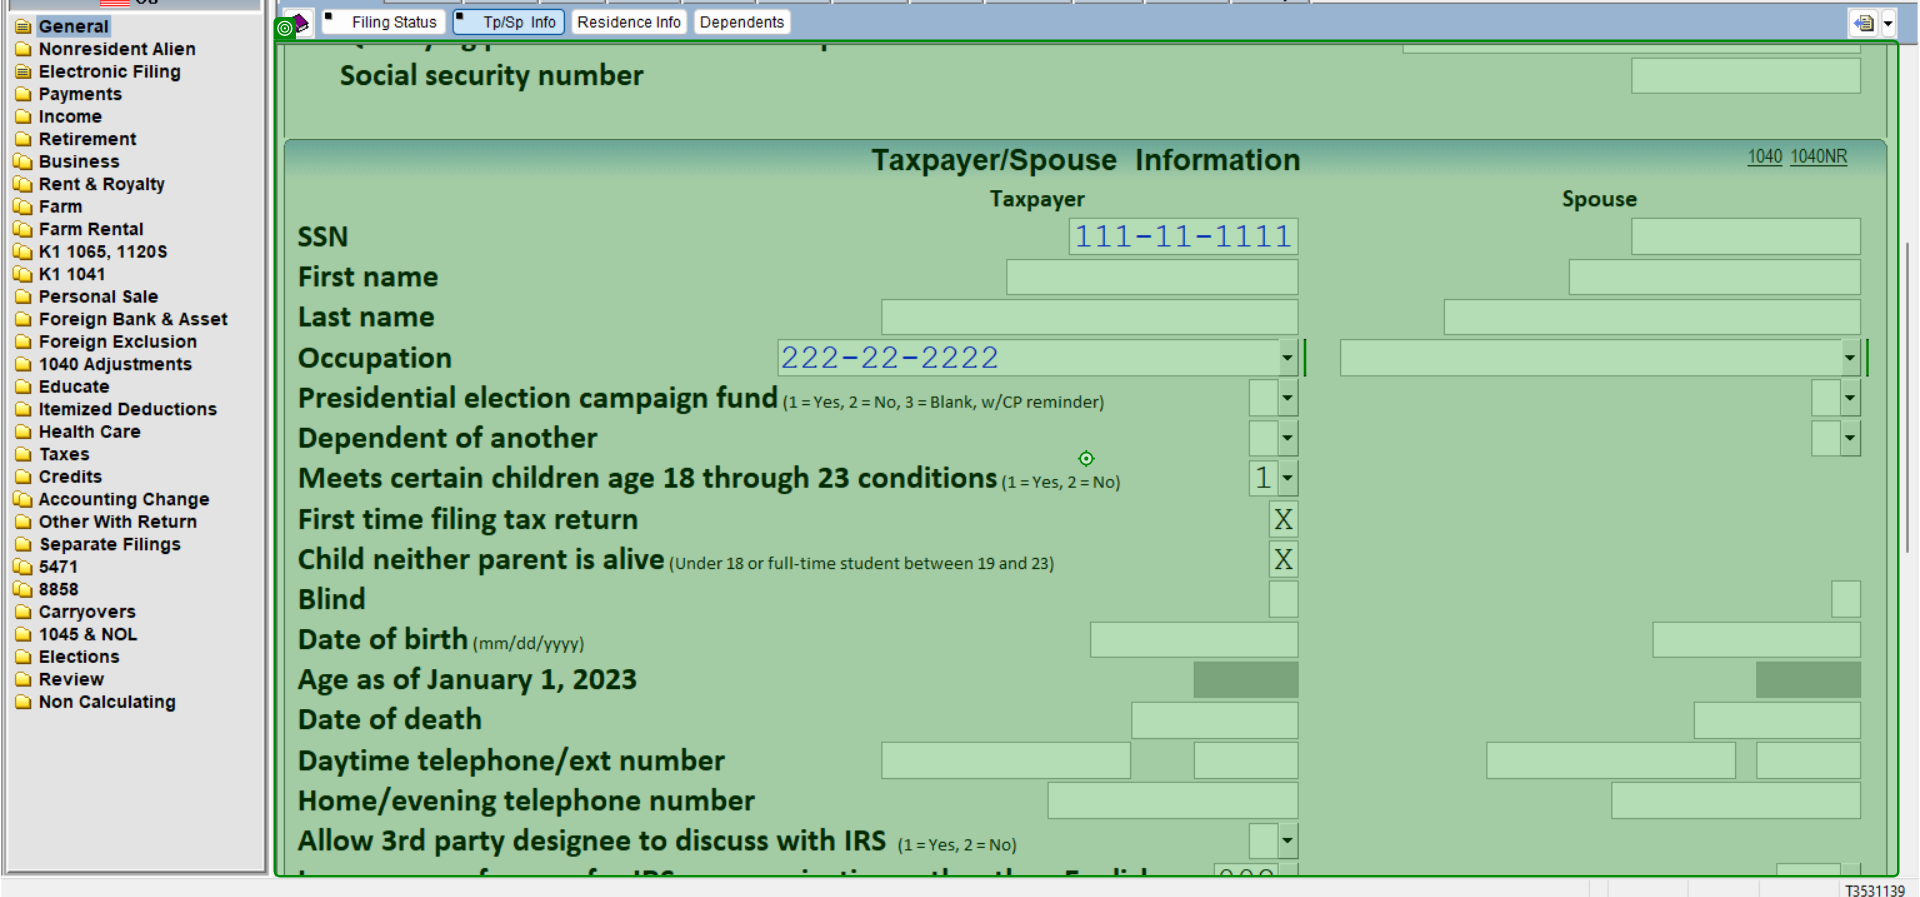 Filing Status Tp/Sp Info Residence Info Dependents
General
Nonresident Alien
Electronic Filing
Payments
Income
Retirement
Business
Rent & Royalty
Farm
Farm Rental
K1 1065, 1120S
K1 1041
Personal Sale
Foreign Bank & Asset
Foreign Exclusion
1040 Adjustments
Educate
Itemized Deductions
Health Care
Taxes
Credits
Accounting Change
Other With Return
Separate Filings
5471
8858
Carryovers
1045 & NOL
Elections
Review
Non Calculating
Social security number
Taxpayer/Spouse Information 1040 1040NR
Taxpayer Spouse
SSN 111-11-1111
First name
Last name
Occupation 222-22-2222
Presidential election campaign fund (1 = Yes, 2 = No, 3 = Blank, w/CP reminder)
Dependent of another
Meets certain children age 18 through 23 conditions (1 = Yes, 2 = No) 1
First time filing tax return X
Child neither parent is alive (Under 18 or full-time student between 19 and 23) X
Blind
Date of birth (mm/dd/yyyy)
Age as of January 1, 2023
Date of death
Daytime telephone/ext number
Home/evening telephone number
Allow 3rd party designee to discuss with IRS (1 = Yes, 2 = No)
T3531139